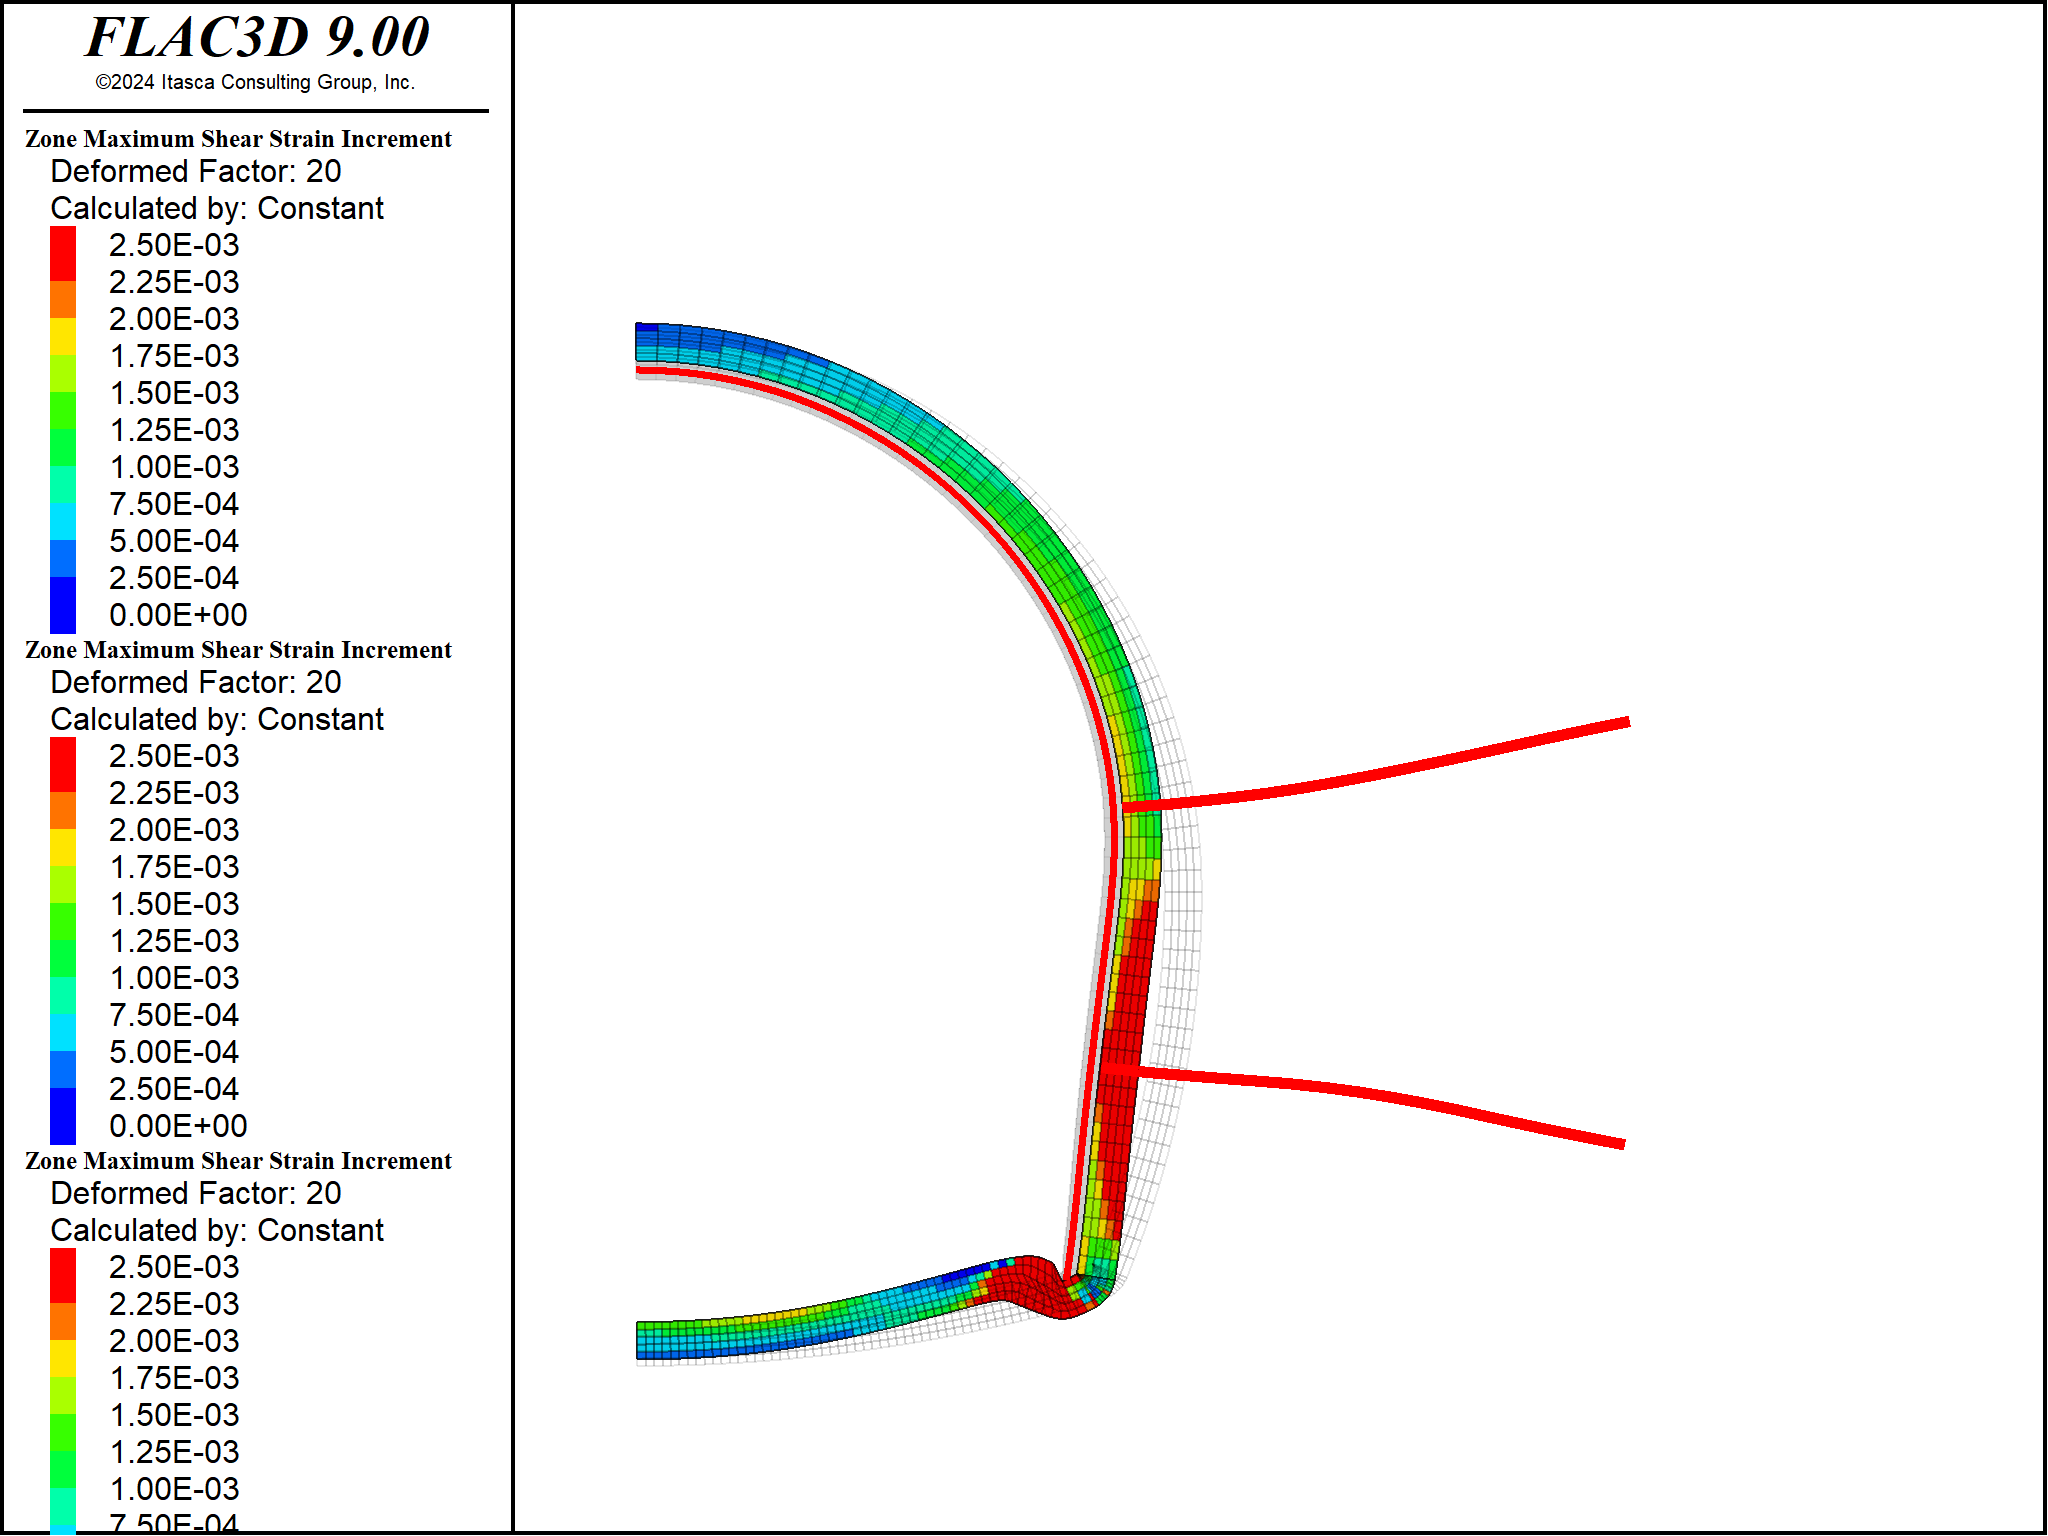 FLAC3D 9.00
©2024 Itasca Consulting Group, Inc.
Zone Maximum Shear Strain Increment
Deformed Factor: 20
Calculated by: Constant
2.50E-03
2.25E-03
2.00E-03
1.75E-03
1.50E-03
1.25E-03
1.00E-03
7.50E-04
5.00E-04
2.50E-04
0.00E+00
Zone Maximum Shear Strain Increment
Deformed Factor: 20
Calculated by: Constant
2.50E-03
2.25E-03
2.00E-03
1.75E-03
1.50E-03
1.25E-03
1.00E-03
7.50E-04
5.00E-04
2.50E-04
0.00E+00
Zone Maximum Shear Strain Increment
Deformed Factor: 20
Calculated by: Constant
2.50E-03
2.25E-03
2.00E-03
1.75E-03
1.50E-03
1.25E-03
1.00E-03
7.50E-04